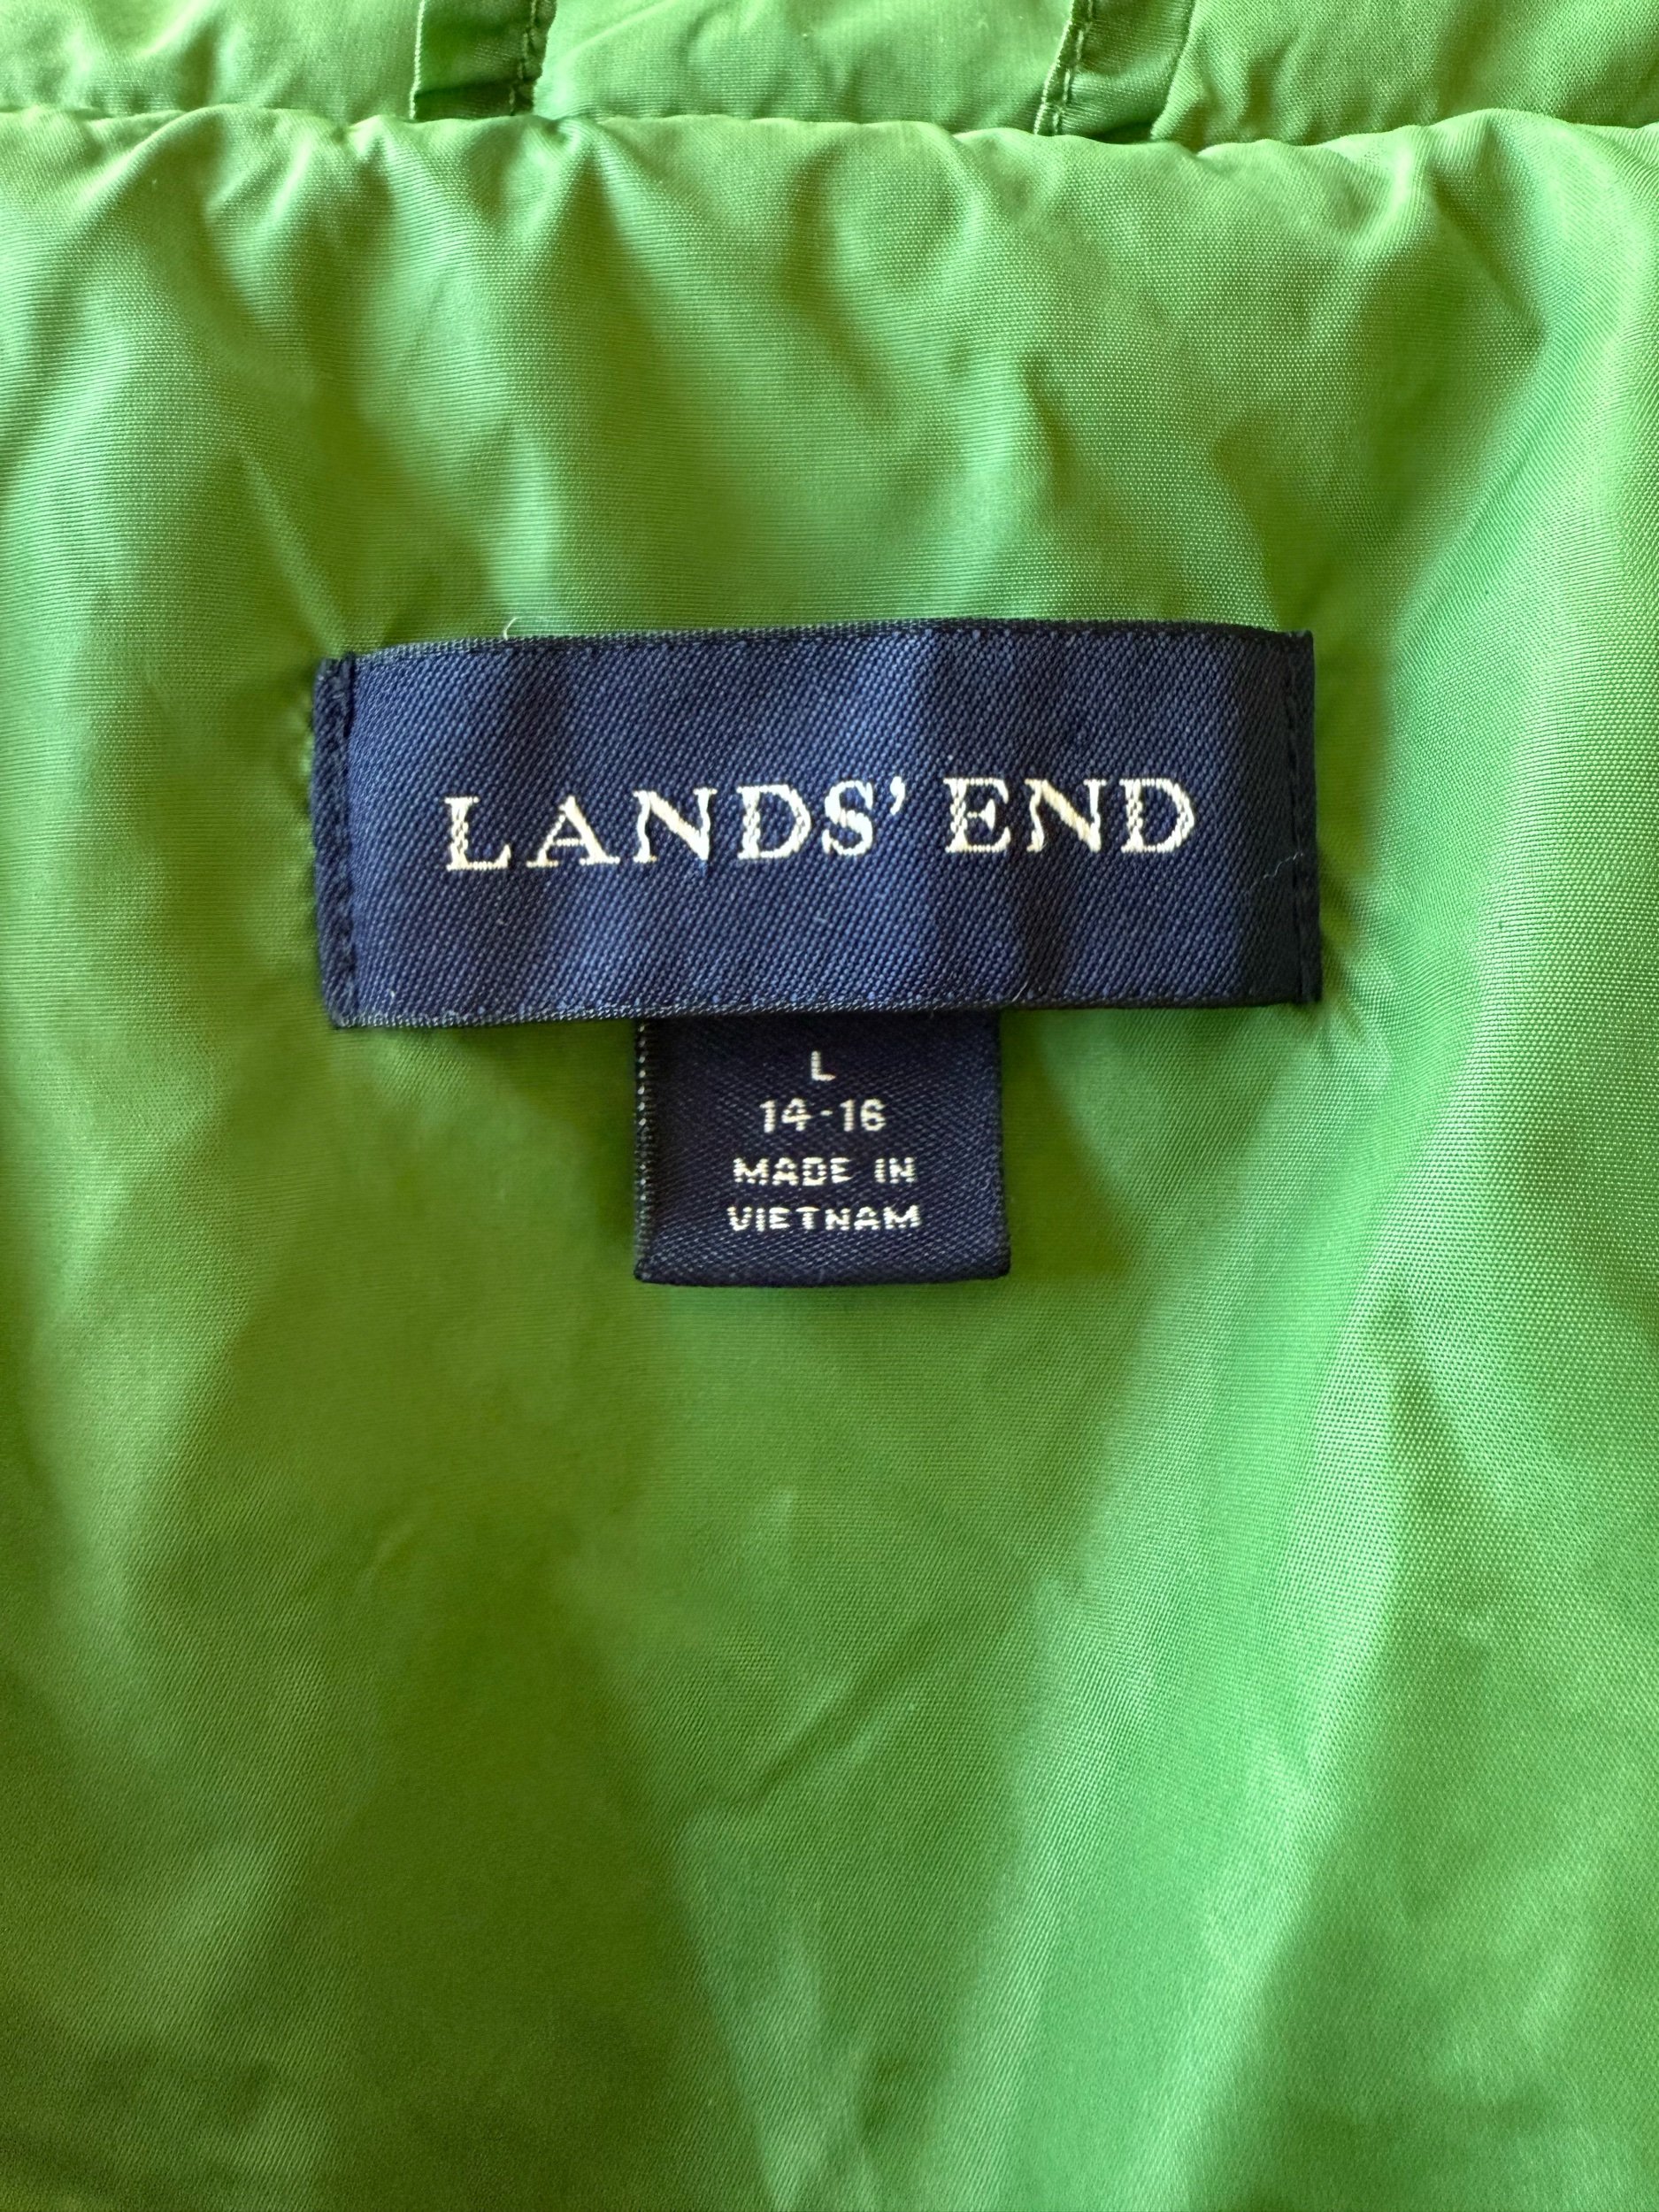 LANDS' END
L
14-16
MADE IN
VIETNAM